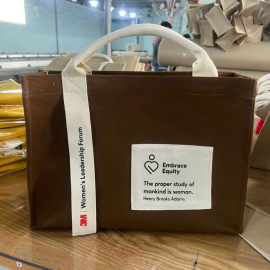 3M Women's Leadership Forum
Embrace
Equity
The proper study of
mankind is woman.
Henry Brooks Adams